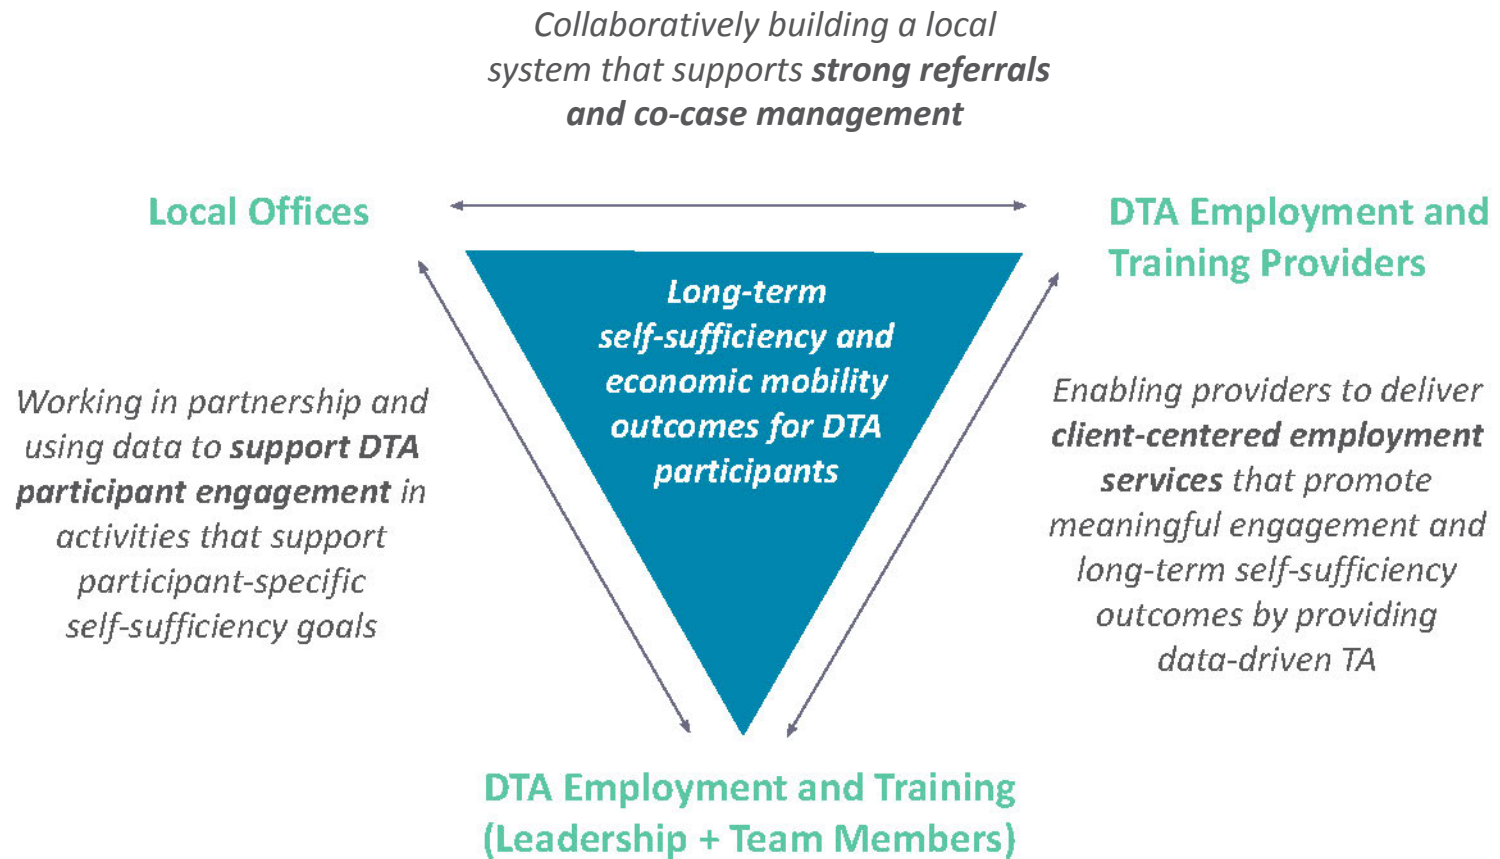 Collaboratively building a local
system that supports strong referrals
and co-case management
Local Offices
DTA Employment and
Training Providers
Long-term
self-sufficiency and
economic mobility
outcomes for DTA
participants
Working in partnership and
using data to support DTA
participant engagement in
activities that support
participant-specific
self-sufficiency goals
Enabling providers to deliver
client-centered employment
services that promote
meaningful engagement and
long-term self-sufficiency
outcomes by providing
data-driven TA
DTA Employment and Training
(Leadership + Team Members)